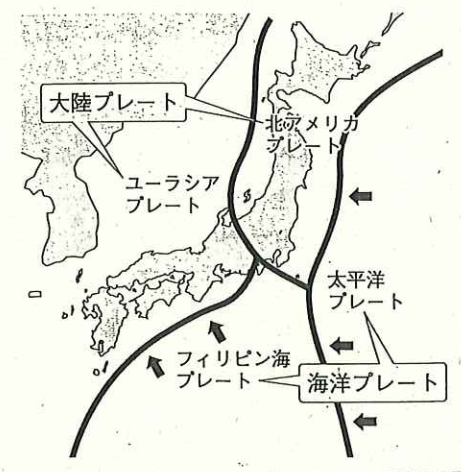 大陸プレート
北アメリカ
プレート
ユーラシア
プレート
太平洋
プレート
フィリピン海
プレート
海洋プレート